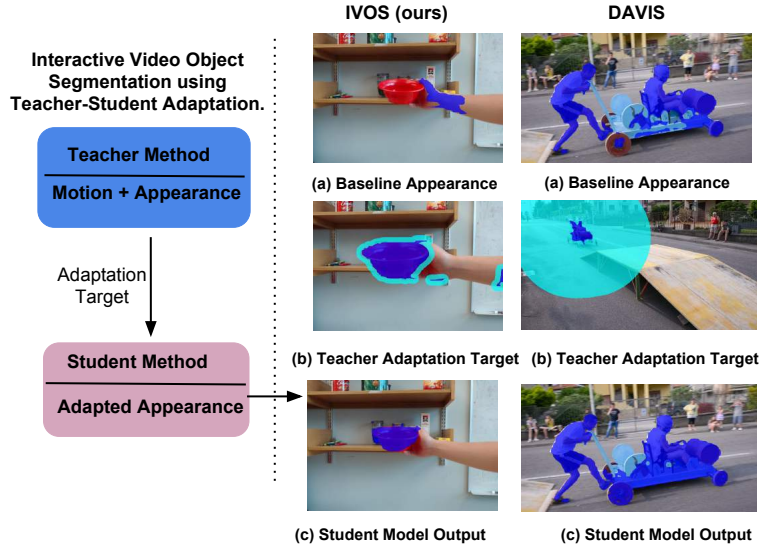 Interactive Video Object
Segmentation using
Teacher-Student Adaptation.
Teacher Method
Motion + Appearance
Adaptation
Target
Student Method
Adapted Appearance
IVOS (ours)
DAVIS
(a) Baseline Appearance
(a) Baseline Appearance
(b) Teacher Adaptation Target
(b) Teacher Adaptation Target
(c) Student Model Output
(c) Student Model Output